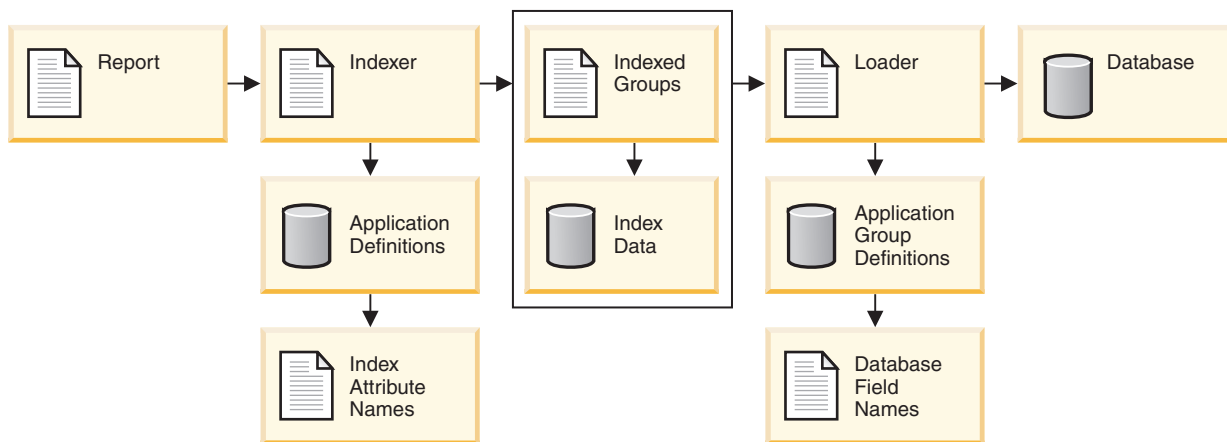 Report
Indexer
Indexed
Groups
Loader
Database
Application
Definitions
Index
Data
Application
Group
Definitions
Index
Attribute
Names
Database
Field
Names